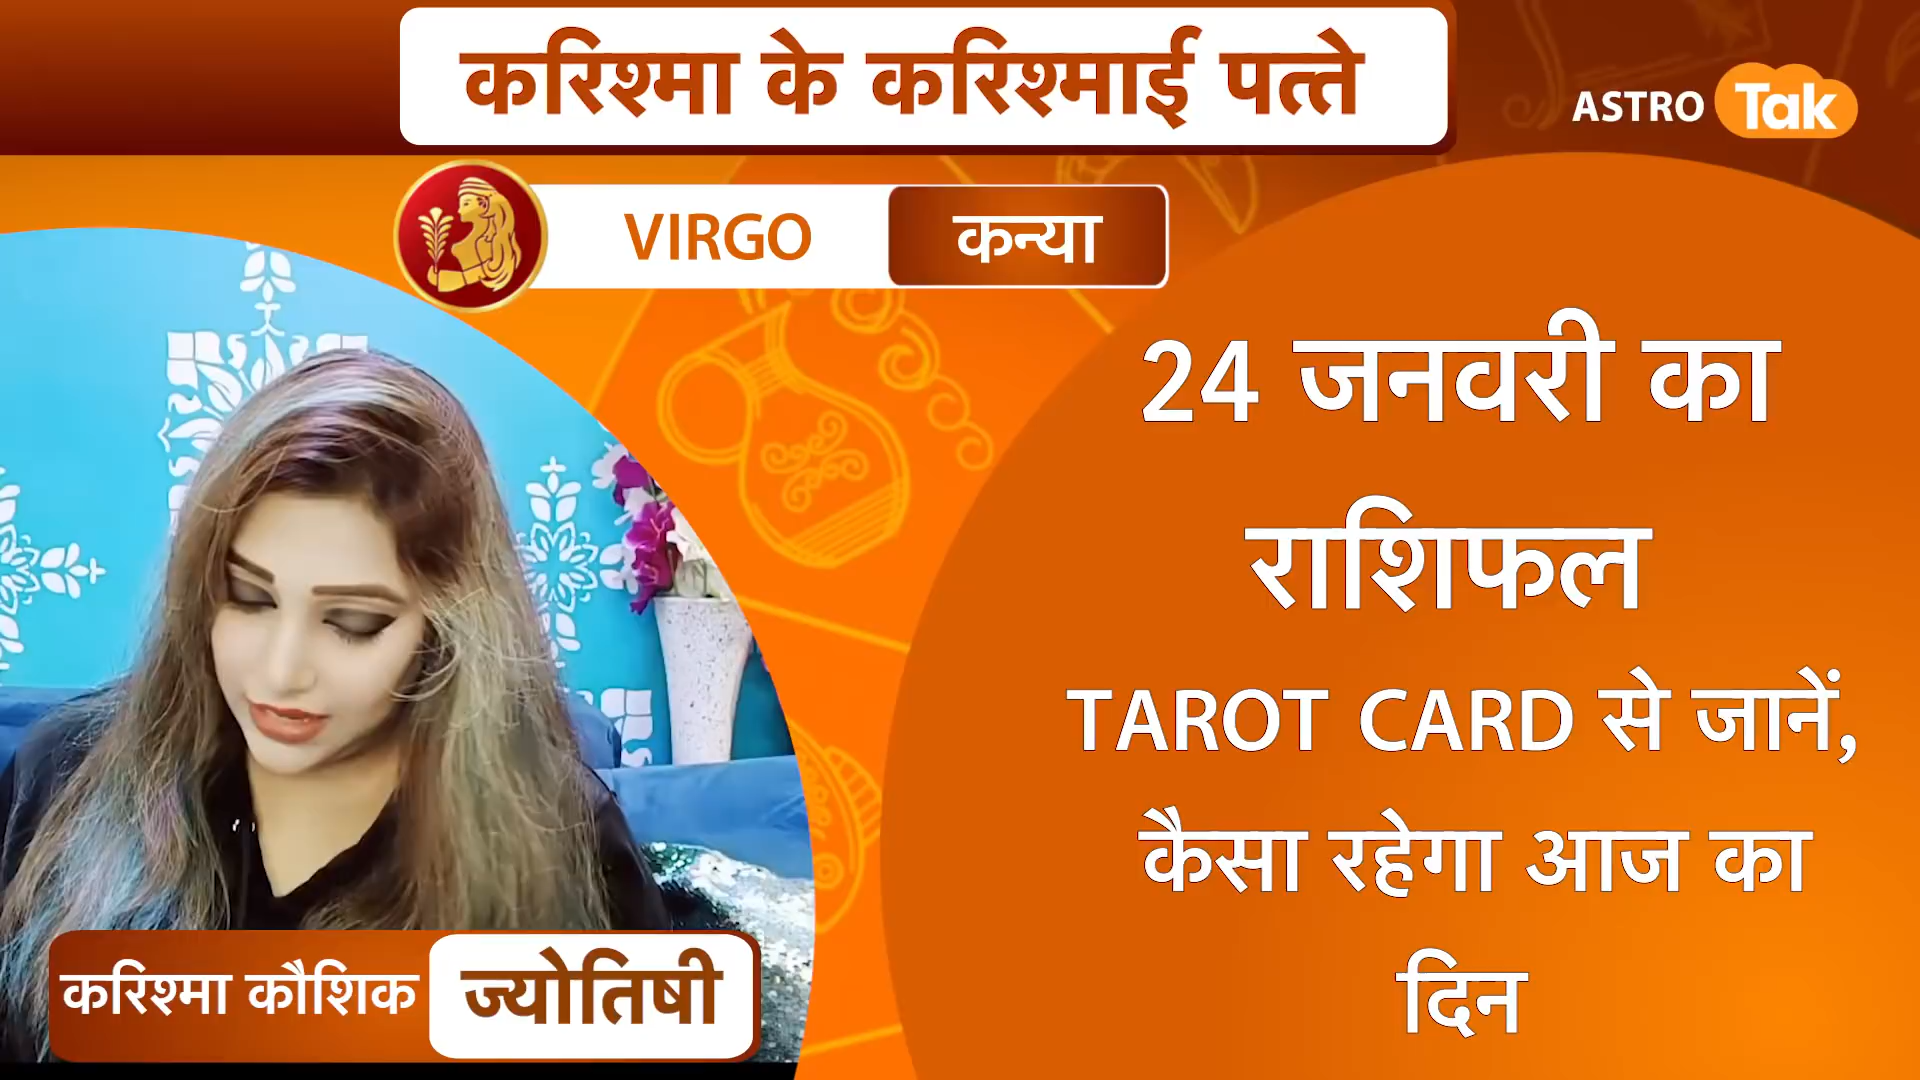 करिश्मा के करिश्माई पत्ते
ASTRO Tak
VIRGO कन्या
24 जनवरी का
राशिफल
TAROT CARD से जानें,
कैसा रहेगा आज का
दिन
करिश्मा कौशिक ज्योतिषी